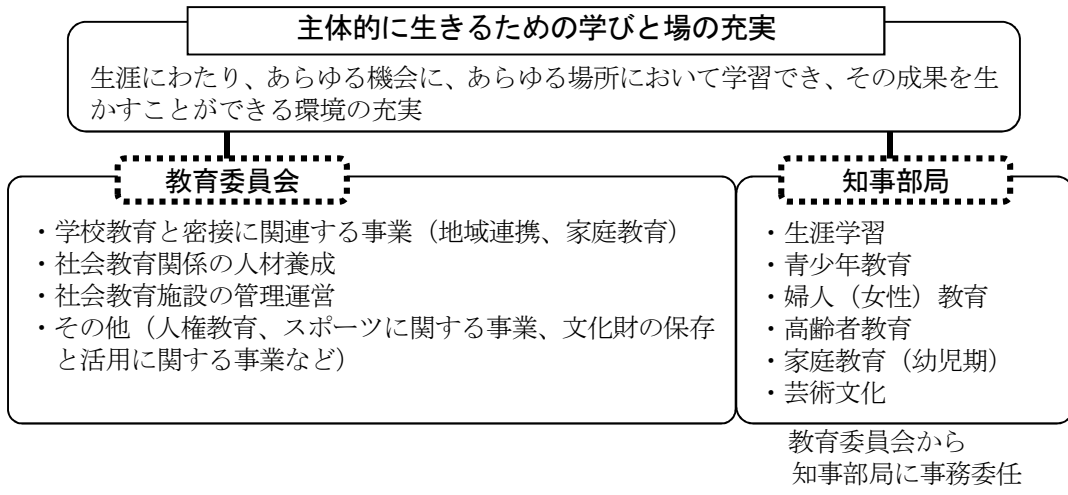 主体的に生きるための学びと場の充実
生涯にわたり、あらゆる機会に、あらゆる場所において学習でき、その成果を生
かすことができる環境の充実
教育委員会
・学校教育と密接に関連する事業（地域連携、家庭教育）
・社会教育関係の人材養成
・社会教育施設の管理運営
・その他（人権教育、スポーツに関する事業、文化財の保存
と活用に関する事業など）
知事部局
・生涯学習
・青少年教育
・婦人（女性）教育
・高齢者教育
・家庭教育（幼児期）
・芸術文化
教育委員会から
知事部局に事務委任